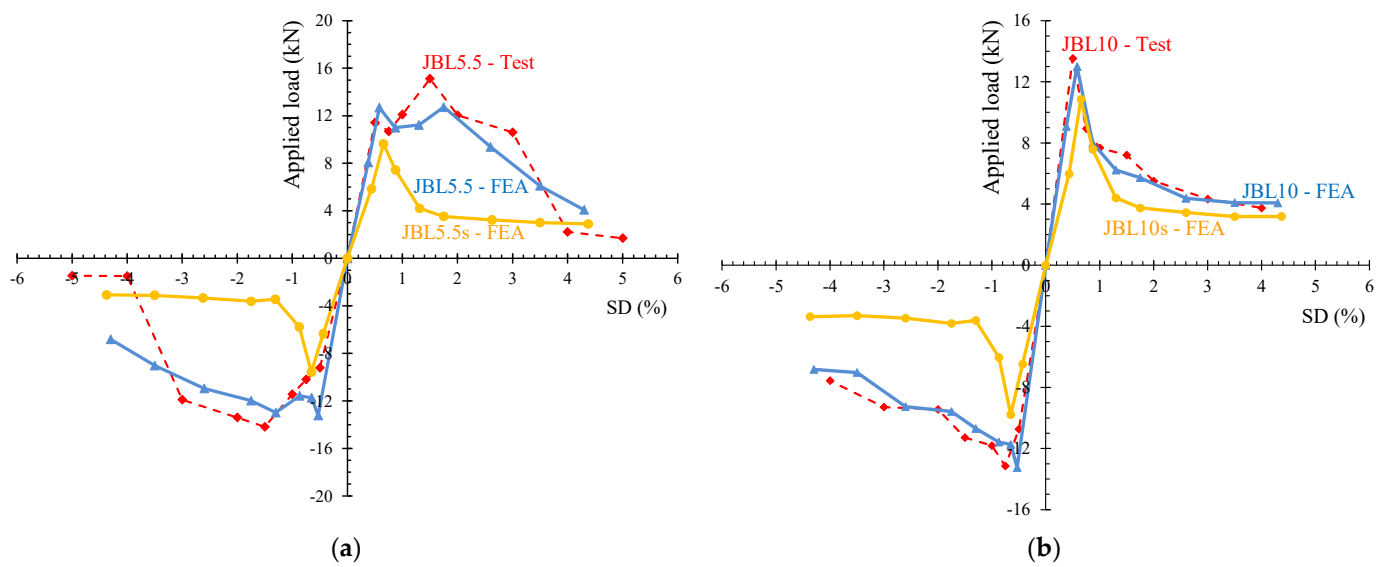 Applied load (kN)
20
16
12
8
4
0
-4
-8
-12
-16
-20
-6 -5 -4 -3 -2 -1 0 1 2 3 4 5 6
SD (%)
JBL5.5 - Test
JBL5.5 - FEA
JBL5.5s - FEA
(a)
Applied load (kN)
16
12
8
4
0
-4
-8
-12
-16
-6 -5 -4 -3 -2 -1 0 1 2 3 4 5 6
SD (%)
JBL10 - Test
JBL10 - FEA
JBL10s - FEA
(b)